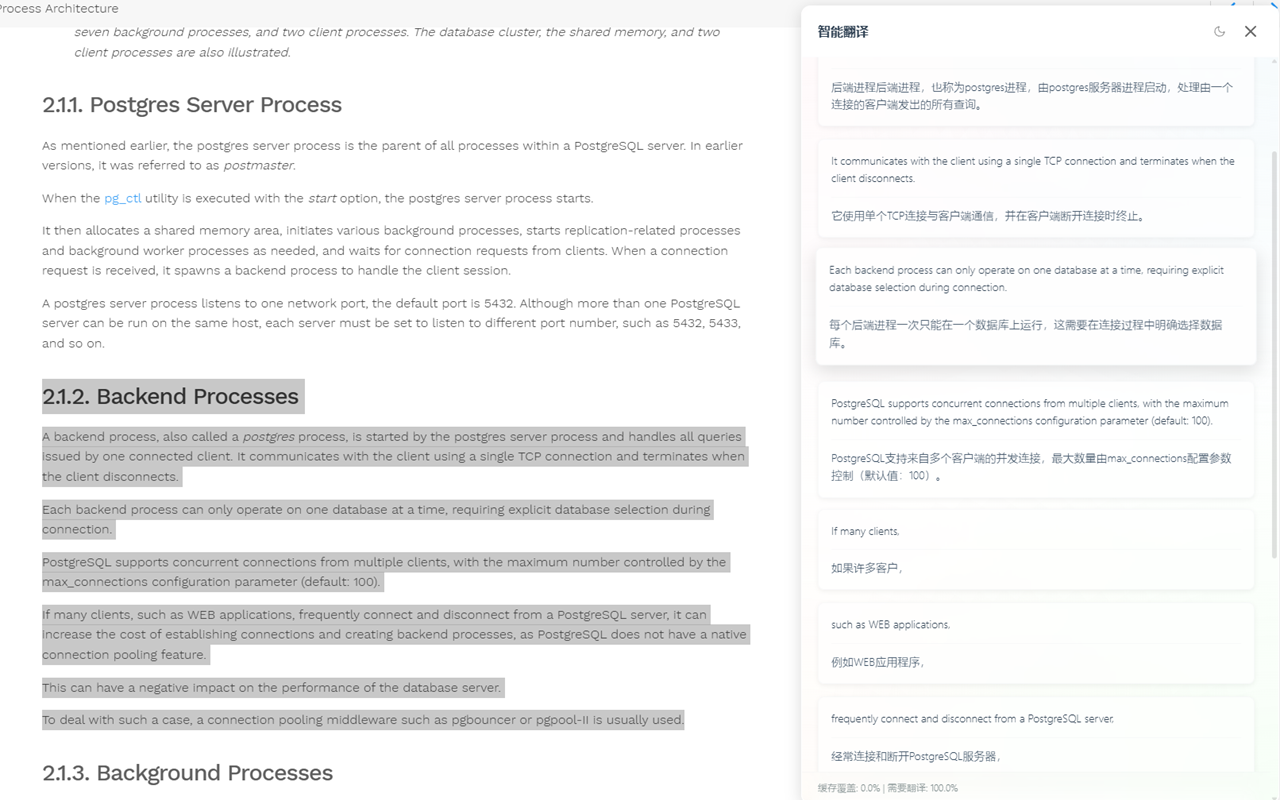 Process Architecture
seven background processes, and two client processes. The database cluster, the shared memory, and two
client processes are also illustrated.
2.1.1. Postgres Server Process
As mentioned earlier, the postgres server process is the parent of all processes within a PostgreSQL server. In earlier
versions, it was referred to as postmaster.
When the pg_ctl utility is executed with the start option, the postgres server process starts.
It then allocates a shared memory area, initiates various background processes, starts replication-related processes
and background worker processes as needed, and waits for connection requests from clients. When a connection
request is received, it spawns a backend process to handle the client session.
A postgres server process listens to one network port, the default port is 5432. Although more than one PostgreSQL
server can be run on the same host, each server must be set to listen to different port number, such as 5432, 5433,
and so on.
2.1.2. Backend Processes
A backend process, also called a postgres process, is started by the postgres server process and handles all queries
issued by one connected client. It communicates with the client using a single TCP connection and terminates when
the client disconnects.
Each backend process can only operate on one database at a time, requiring explicit database selection during
connection.
PostgreSQL supports concurrent connections from multiple clients, with the maximum number controlled by the
max_connections configuration parameter (default: 100).
If many clients, such as WEB applications, frequently connect and disconnect from a PostgreSQL server, it can
increase the cost of establishing connections and creating backend processes, as PostgreSQL does not have a native
connection pooling feature.
This can have a negative impact on the performance of the database server.
To deal with such a case, a connection pooling middleware such as pgbouncer or pgpool-II is usually used.
2.1.3. Background Processes
智能翻译
后端进程后端进程，也称为postgres进程，由postgres服务器进程启动，处理由一个
连接的客户端发出的所有查询。
It communicates with the client using a single TCP connection and terminates when the
client disconnects.
它使用单个TCP连接与客户端通信，并在客户端断开连接时终止。
Each backend process can only operate on one database at a time, requiring explicit
database selection during connection.
每个后端进程一次只能在一个数据库上运行，这需要在连接过程中明确选择数据
库。
PostgreSQL supports concurrent connections from multiple clients, with the maximum
number controlled by the max_connections configuration parameter (default: 100).
PostgreSQL支持来自多个客户端的并发连接，最大数量由max_connections配置参数
控制（默认值：100）。
If many clients,
如果许多客户，
such as WEB applications,
例如WEB应用程序，
frequently connect and disconnect from a PostgreSQL server,
经常连接和断开PostgreSQL服务器，
缓存覆盖: 0.0% | 需要翻译: 100.0%